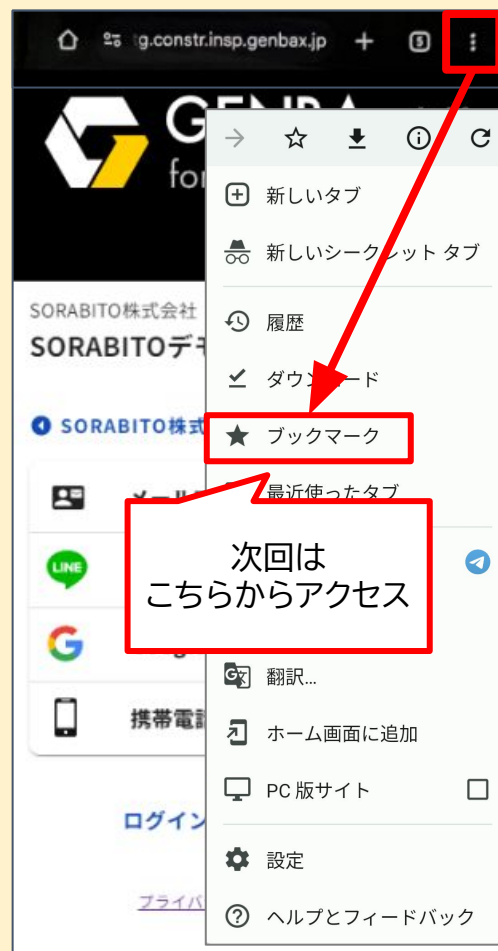 g.constr.insp.genbax.jp
5
新しいタブ
新しいシークレット タブ
SORABITO株式会社
履歴
SORABITOデモ
ダウンロード
SORABITO株式
ブックマーク
最近使ったタブ
次回は
こちらからアクセス
LINE
翻訳...
携帯電話
ホーム画面に追加
PC 版サイト
ログイン
設定
プライバ
ヘルプとフィードバック